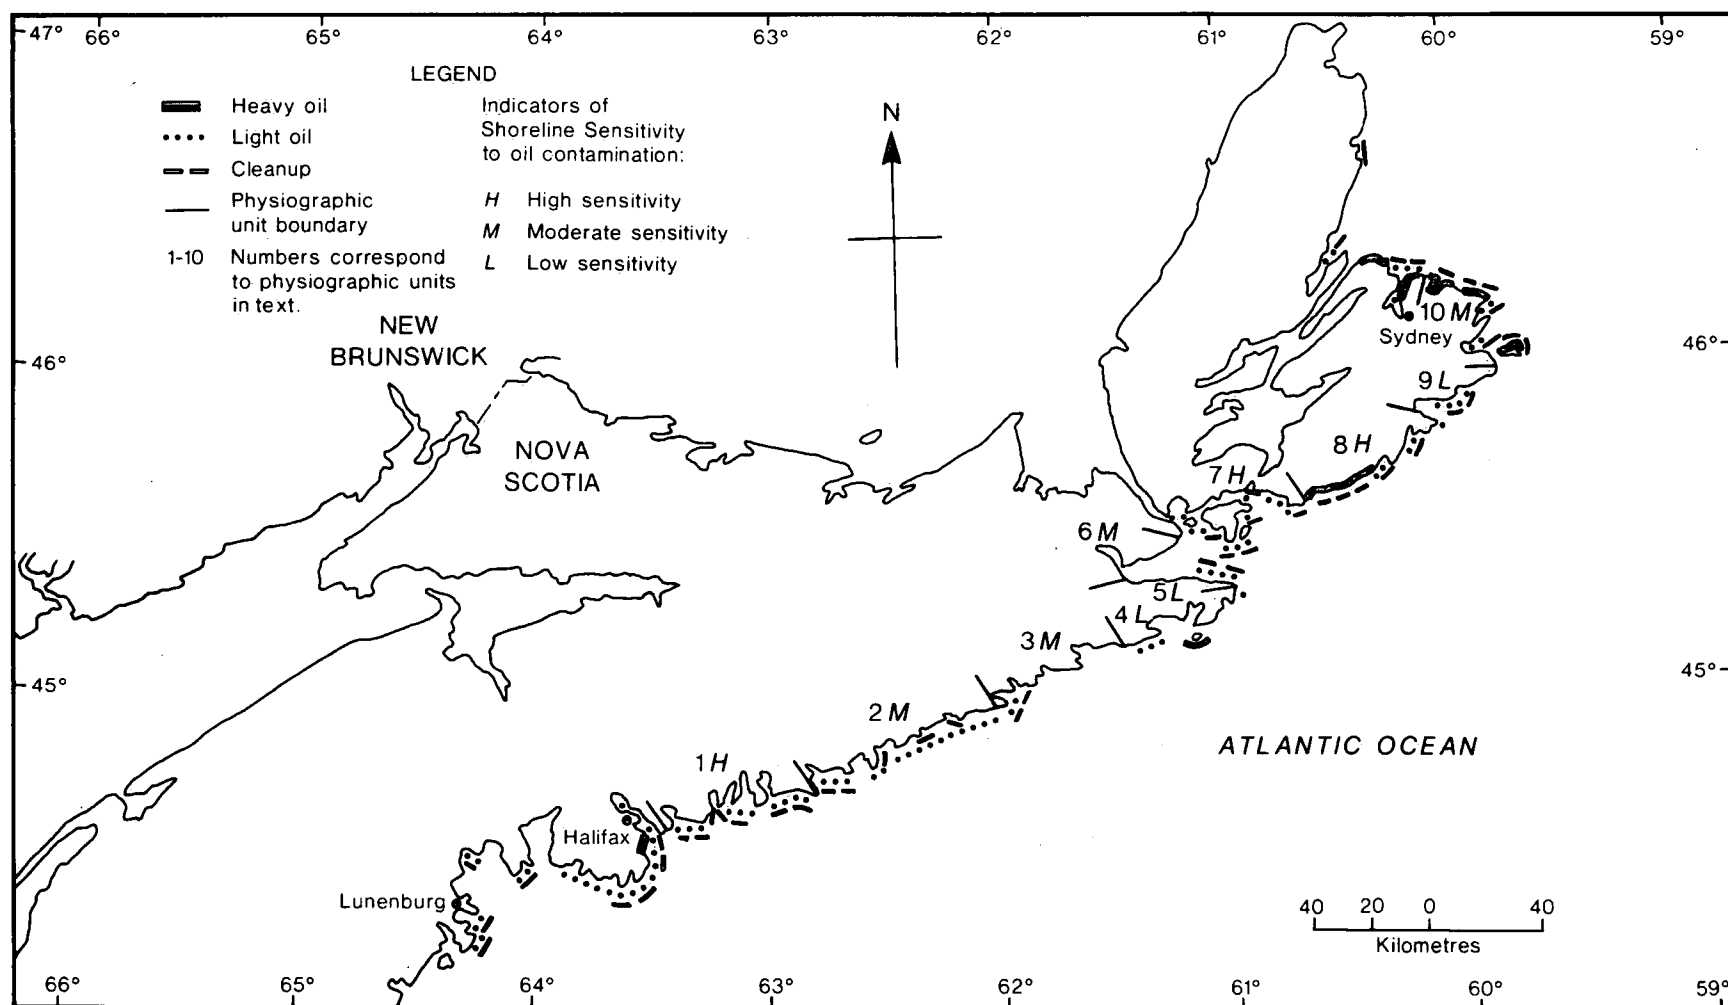 47° 66° 65° 64° 63° 62° 61° 60° 59°
LEGEND
Heavy oil
Light oil
Cleanup
Physiographic
unit boundary
1-10 Numbers correspond
to physiographic units
in text.
Indicators of
Shoreline Sensitivity
to oil contamination:
H High sensitivity
M Moderate sensitivity
L Low sensitivity
N
NEW
BRUNSWICK
NOVA
SCOTIA
10 M
Sydney
46° 46°
9 L
8 H
7 H
6 M
5 L
4 L
3 M
45° 45°
2 M
ATLANTIC OCEAN
1 H
Halifax
Lunenburg
40 20 0 40
Kilometres
66° 65° 64° 63° 62° 61° 60° 59°